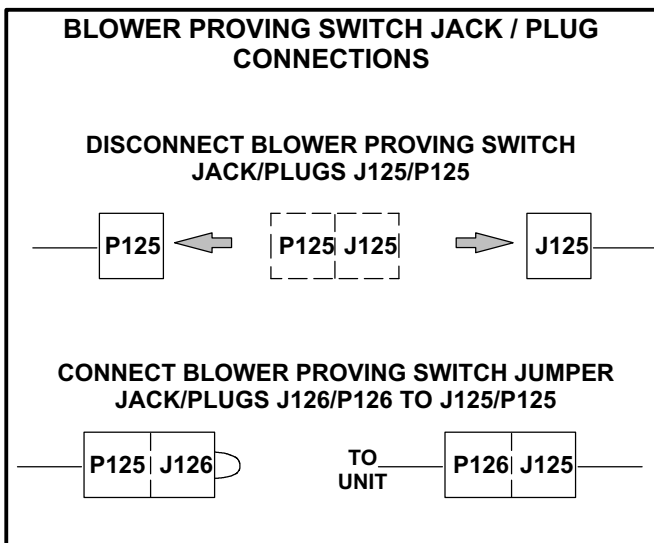 BLOWER PROVING SWITCH JACK / PLUG
CONNECTIONS
DISCONNECT BLOWER PROVING SWITCH
JACK/PLUGS J125/P125
P125 P125 J125 J125
CONNECT BLOWER PROVING SWITCH JUMPER
JACK/PLUGS J126/P126 TO J125/P125
P125 J126 TO UNIT P126 J125